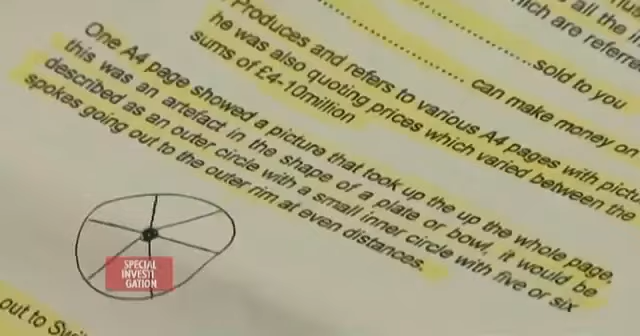 all the
which are referre
sold to you
can make money on
Produces and refers to various A4 pages with pict
he was also quoting prices which varied between the
sums of £4-10million
One A4 page showed a picture that took up the up the whole page,
this was an artefact in the shape of a plate or bowl, it would be
described as an outer circle with a small inner circle with five or six
spokes going out to the outer rim at even distances.
SPECIAL
INVESTI
GATION
out to